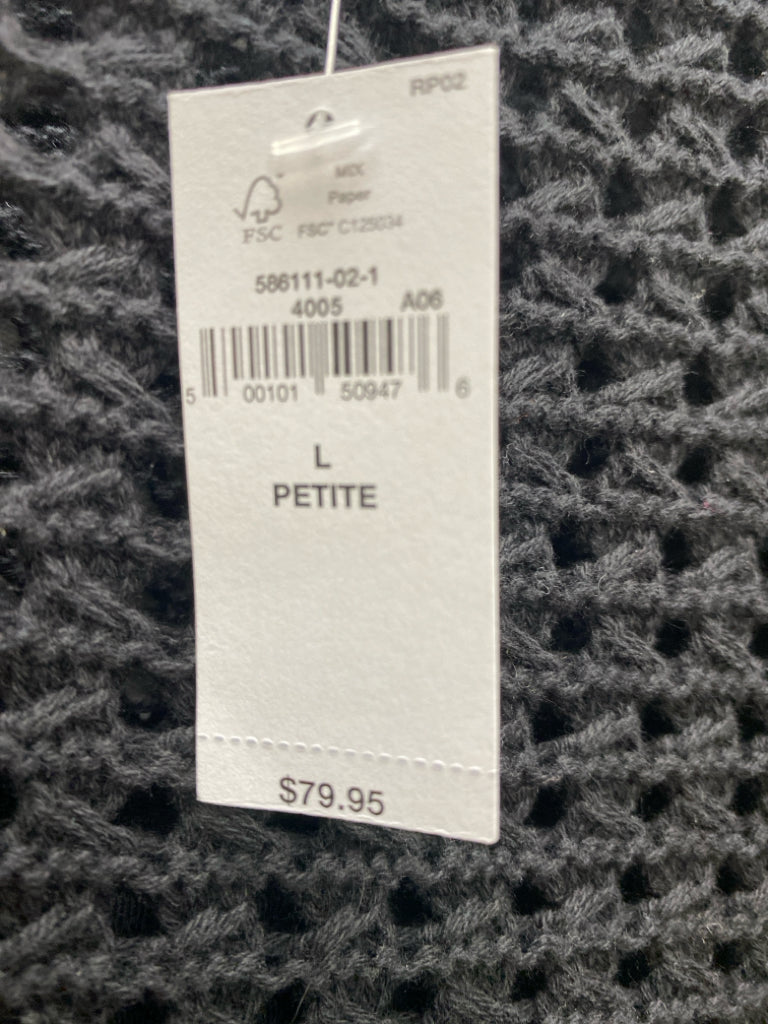 RP02
MIX
Paper
FSC
FSC® C125034
586111-02-1
4005 A06
5 00101 50947 6
L
PETITE
$79.95